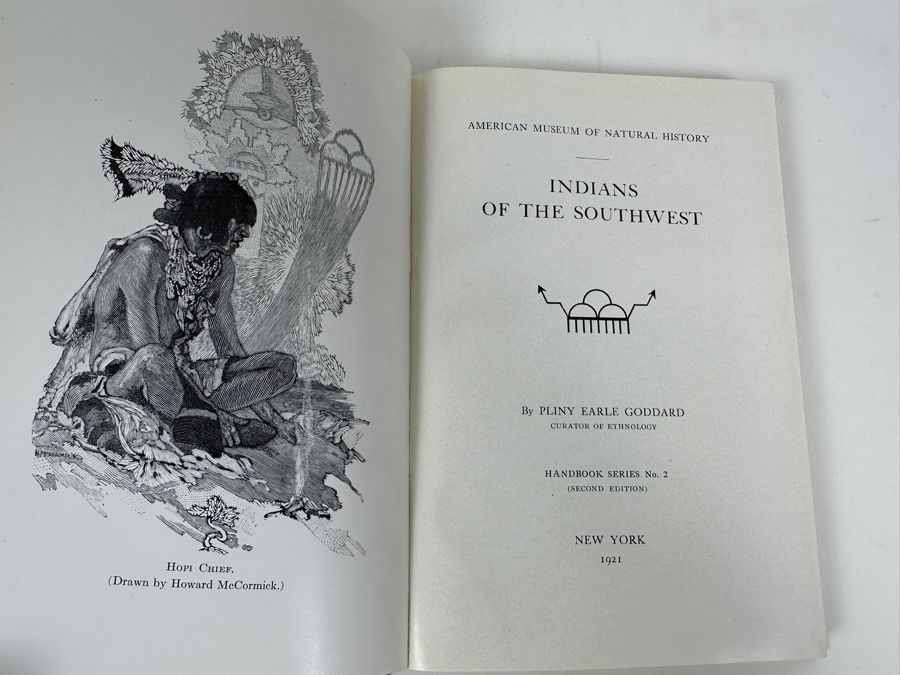 H. McCORMICK
HOPI CHIEF.
(Drawn by Howard McCormick.)
AMERICAN MUSEUM OF NATURAL HISTORY
INDIANS
OF THE SOUTHWEST
By PLINY EARLE GODDARD
CURATOR OF ETHNOLOGY
HANDBOOK SERIES No. 2
(SECOND EDITION)
NEW YORK
1921